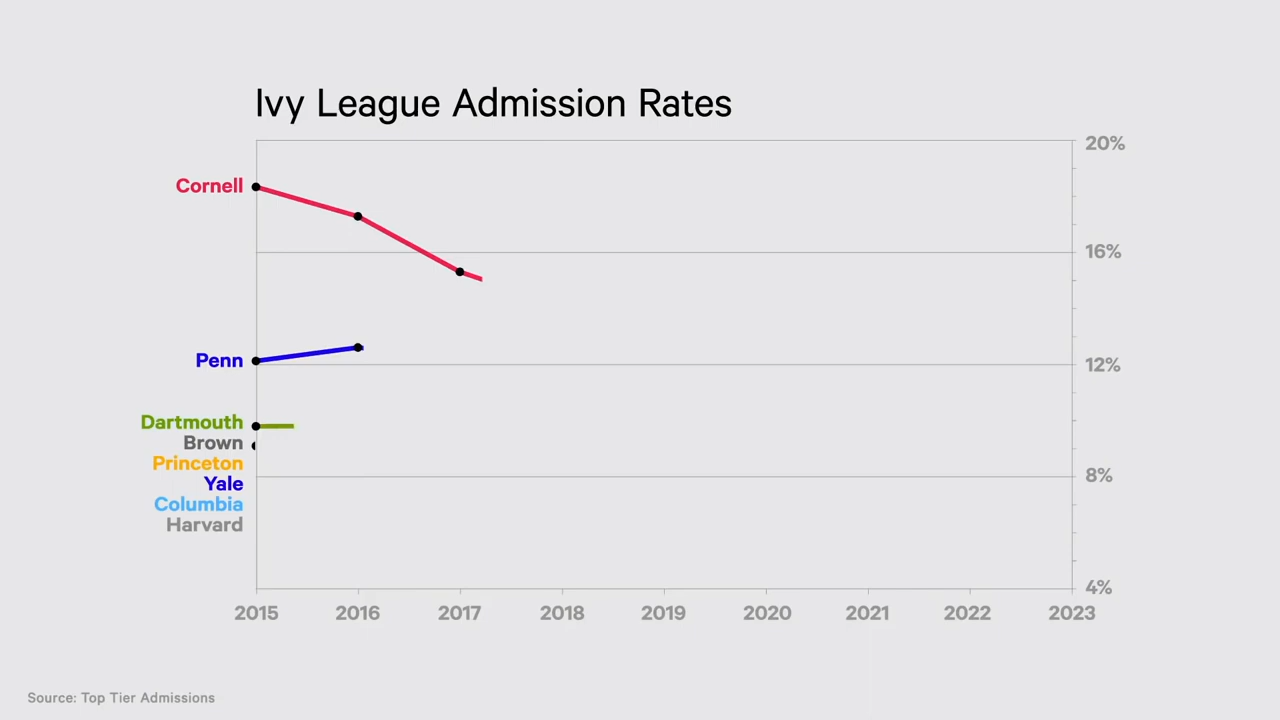 Ivy League Admission Rates
20%
Cornell
16%
Penn
12%
Dartmouth
Brown
Princeton
Yale
8%
Columbia
Harvard
4%
2015 2016 2017 2018 2019 2020 2021 2022 2023
Source: Top Tier Admissions